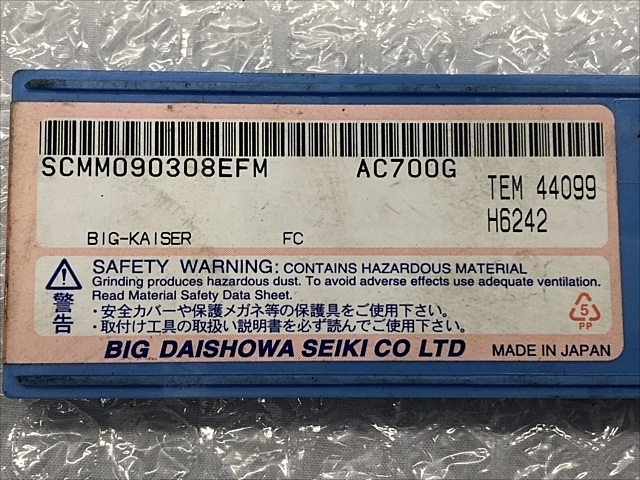 SCMM090308EFM AC700G
TEM 44099
H6242
BIG-KAISER FC
SAFETY WARNING: CONTAINS HAZARDOUS MATERIAL
Grinding produces hazardous dust. To avoid adverse effects use adequate ventilation.
Read Material Safety Data Sheet.
警告
・安全カバーや保護メガネ等の保護具をご使用下さい。
・取付け工具の取扱い説明書を必ず読んでご使用下さい。
5
PP
BIG DAISHOWA SEIKI CO LTD MADE IN JAPAN